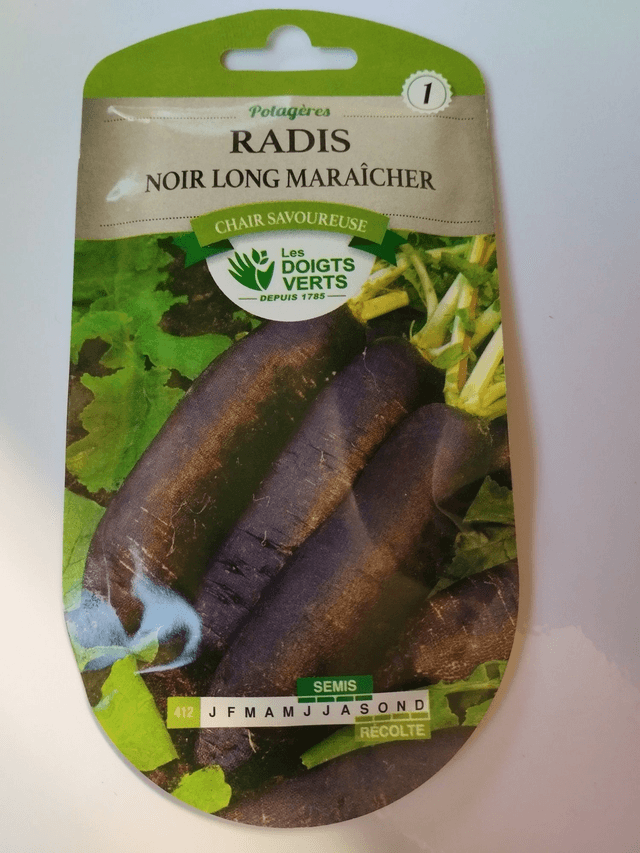 1
Potagères
RADIS
NOIR LONG MARAÎCHER
CHAIR SAVOUREUSE
Les
DOIGTS
VERTS
DEPUIS 1785
SEMIS
412 J F M A M J J A S O N D
RÉCOLTE